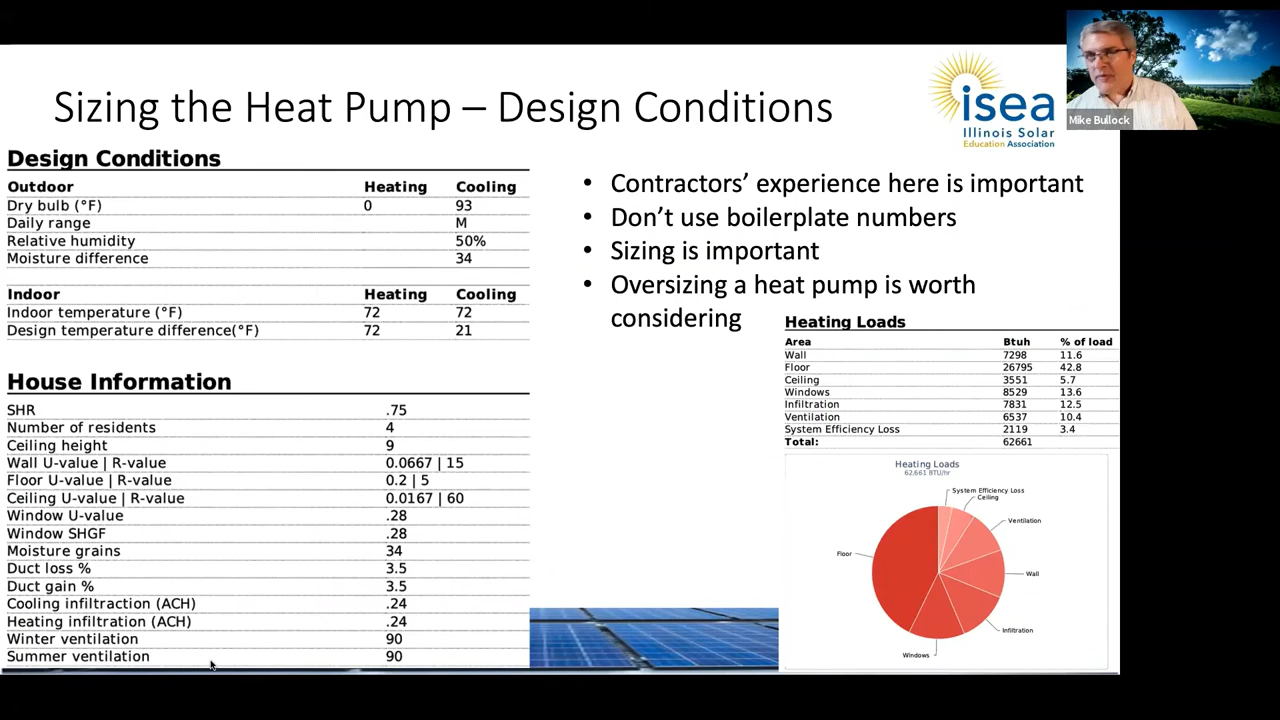 Sizing the Heat Pump – Design Conditions
isea
Illinois Solar
Education Association
Mike Bullock
Design Conditions
Outdoor Heating Cooling
Dry bulb (°F) 0 93
Daily range M
Relative humidity 50%
Moisture difference 34
Indoor Heating Cooling
Indoor temperature (°F) 72 72
Design temperature difference(°F) 72 21
House Information
SHR .75
Number of residents 4
Ceiling height 9
Wall U-value | R-value 0.0667 | 15
Floor U-value | R-value 0.2 | 5
Ceiling U-value | R-value 0.0167 | 60
Window U-value .28
Window SHGF .28
Moisture grains 34
Duct loss % 3.5
Duct gain % 3.5
Cooling infiltraction (ACH) .24
Heating infiltration (ACH) .24
Winter ventilation 90
Summer ventilation 90
• Contractors’ experience here is important
• Don’t use boilerplate numbers
• Sizing is important
• Oversizing a heat pump is worth
considering
Heating Loads
Area Btuh % of load
Wall 7298 11.6
Floor 26795 42.8
Ceiling 3551 5.7
Windows 8529 13.6
Infiltration 7831 12.5
Ventilation 6537 10.4
System Efficiency Loss 2119 3.4
Total: 62661
Heating Loads
62,661 BTU/hr
System Efficiency Loss
Ceiling
Ventilation
Floor
Wall
Infiltration
Windows